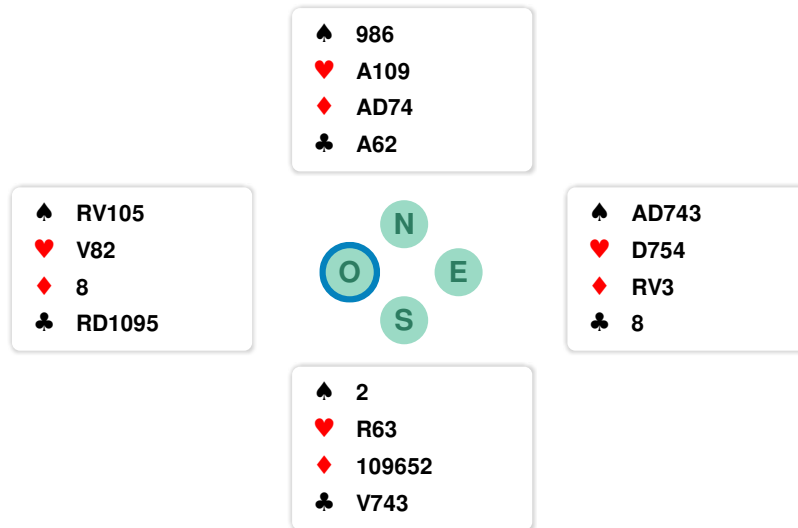 ♠ 986
♥ A109
♦ AD74
♣ A62
♠ RV105
♥ V82
♦ 8
♣ RD1095
N
O
E
S
♠ AD743
♥ D754
♦ RV3
♣ 8
♠ 2
♥ R63
♦ 109652
♣ V743